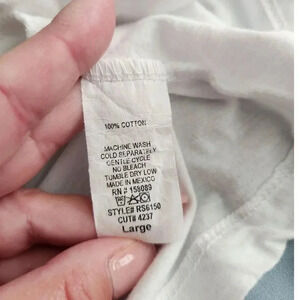 100% COTTON
MACHINE WASH
COLD SEPARATELY
GENTLE CYCLE
NO BLEACH
TUMBLE DRY LOW
MADE IN MEXICO
RN # 158089
STYLE# RS6150
CUT# 4237
Large